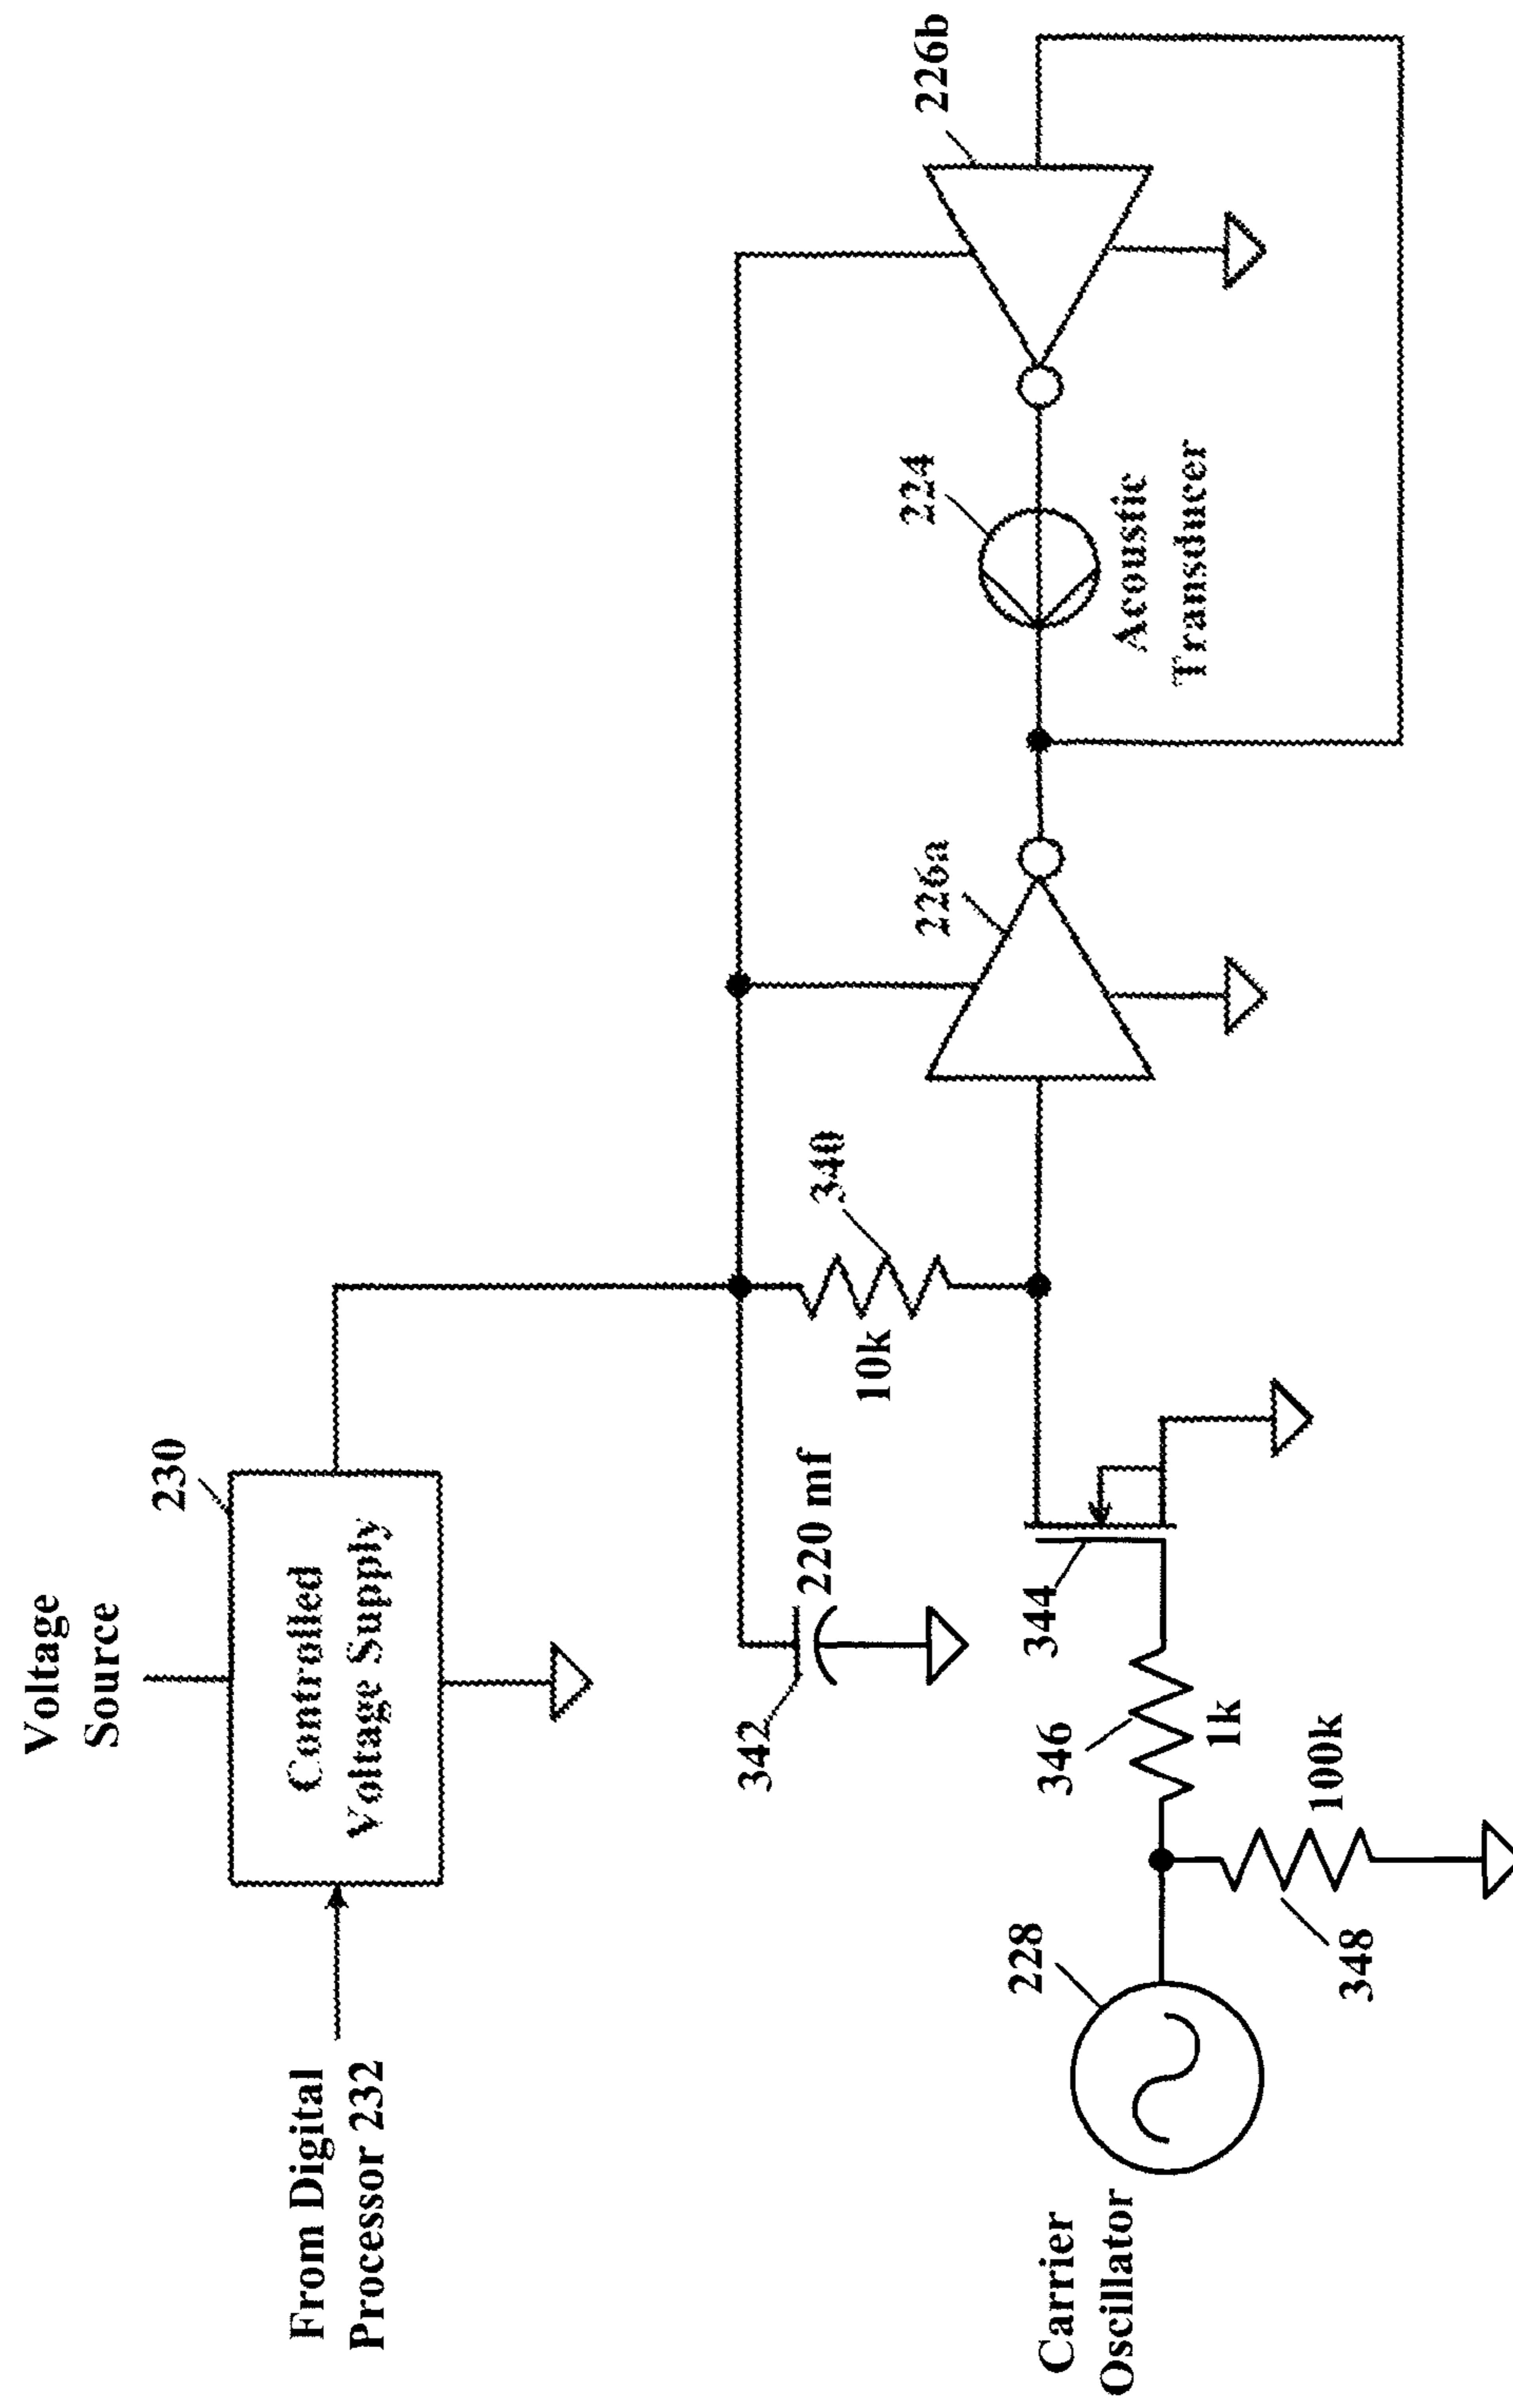 Voltage
Source
230
Controlled
Voltage Supply
From Digital
Processor 232
342
220 mf
10k
340
226a
224
226b
Acoustic
Transducer
344
346
1k
228
348
100k
Carrier
Oscillator